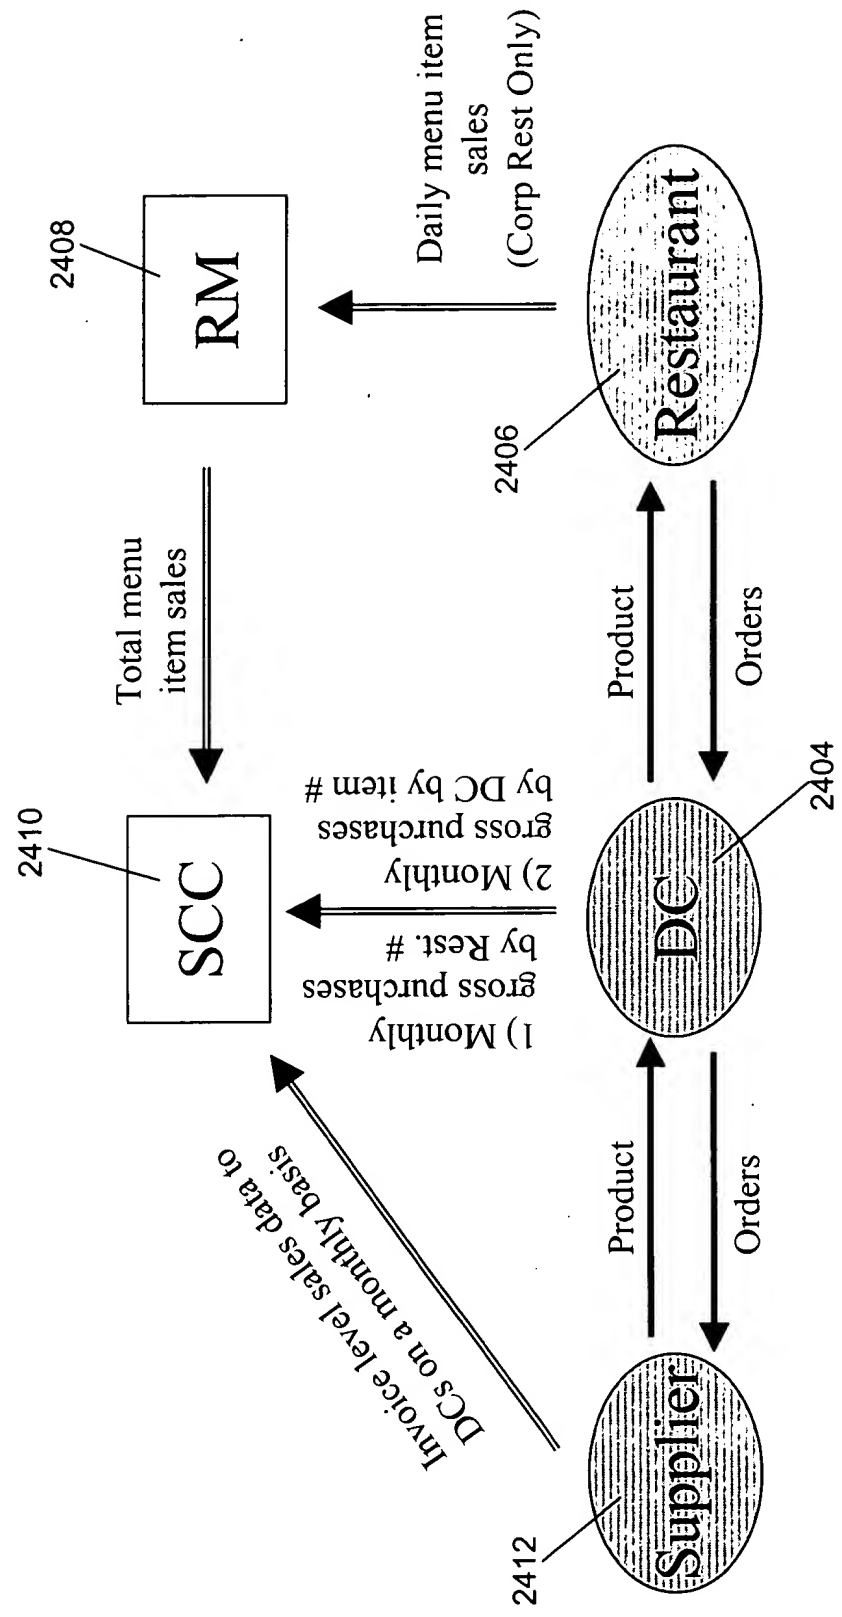 2410
SCC
Total menu
item sales
2408
RM
Invoice level sales data to
DCs on a monthly basis
1) Monthly
gross purchases
by Rest. #
2) Monthly
gross purchases
by DC by item #
Daily menu item
sales
(Corp Rest Only)
2412
Supplier
Product
Orders
DC
2404
Product
Orders
2406
Restaurant